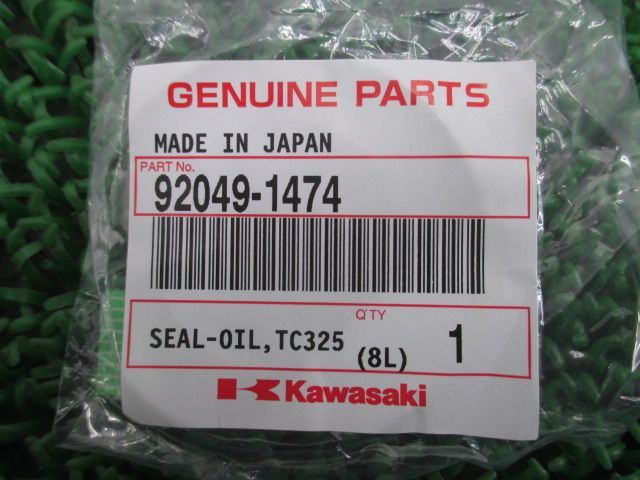 GENUINE PARTS
MADE IN JAPAN
PART No.
92049-1474
Q'TY
SEAL-OIL,TC325 (8L) 1
Kawasaki